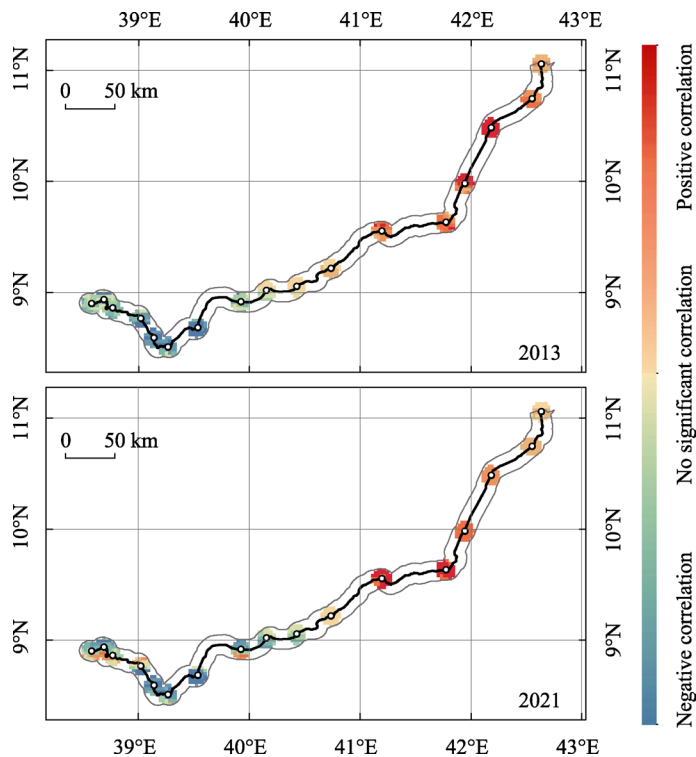 39°E 40°E 41°E 42°E 43°E
11°N 11°N
0 50 km
10°N 10°N
9°N 9°N
2013
11°N 11°N
0 50 km
10°N 10°N
9°N 9°N
2021
39°E 40°E 41°E 42°E 43°E
Positive correlation
No significant correlation
Negative correlation